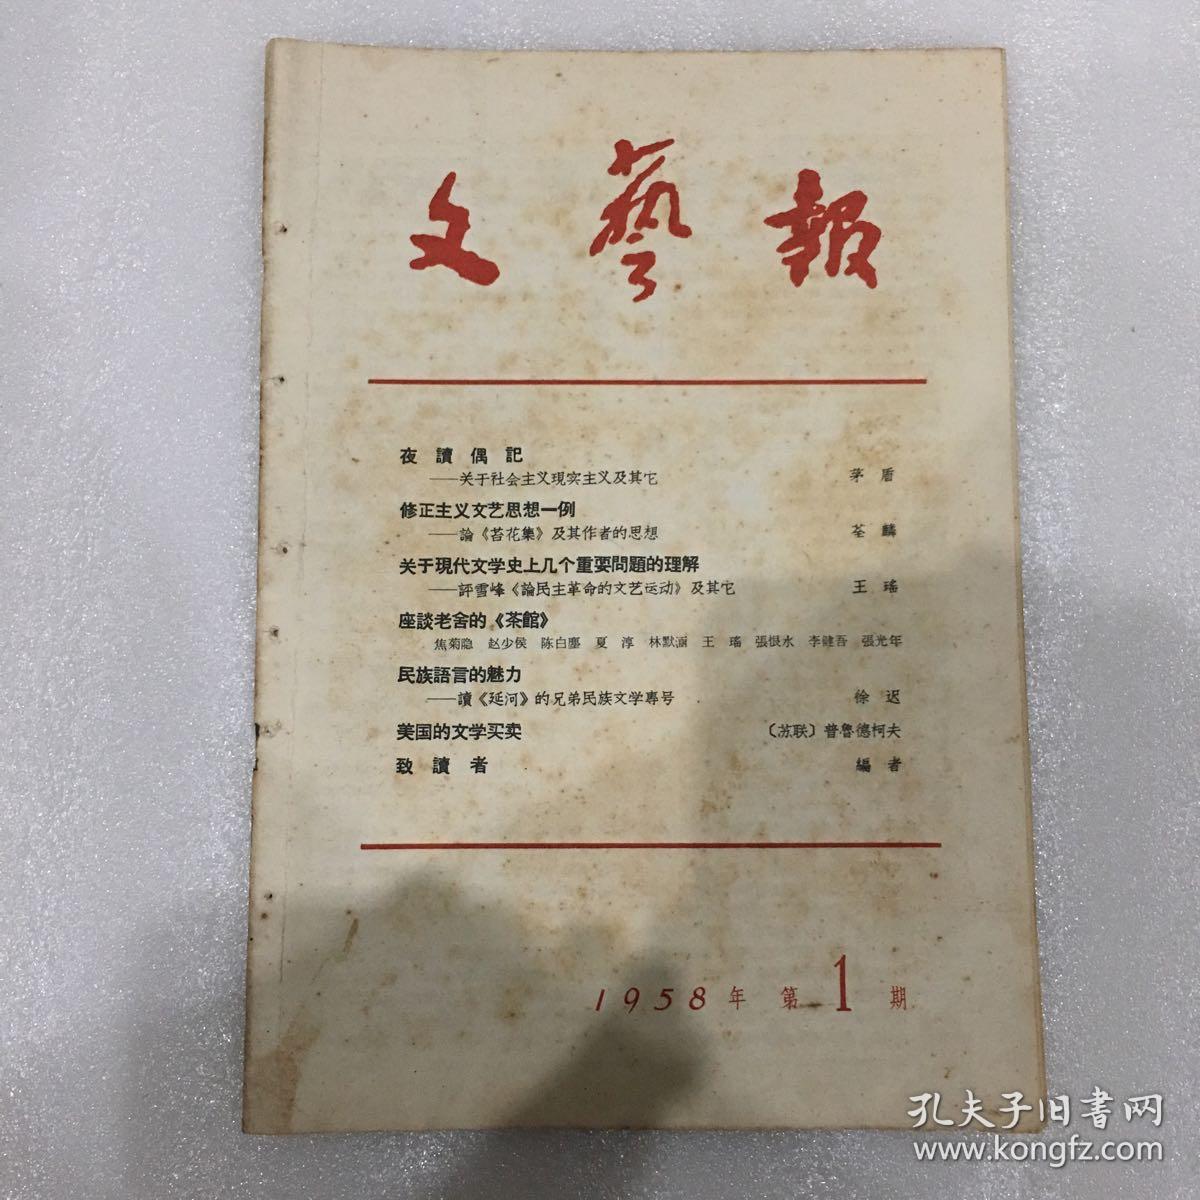 文藝報
夜讀偶記
——关于社会主义現实主义及其它 茅盾
修正主义文艺思想一例
——論《苔花集》及其作者的思想 荃麟
关于現代文学史上几个重要問題的理解
——評雪峰《論民主革命的文艺运动》及其它 王瑤
座談老舍的《茶館》
焦菊隐 赵少侯 陈白塵 夏淳 林默涵 王瑤 張恨水 李健吾 張光年
民族語言的魅力
——讀《延河》的兄弟民族文学專号 徐迟
美国的文学买卖 〔苏联〕普魯德柯夫
致讀者 編者
1958年 第1期
孔夫子旧書网
www.kongfz.com